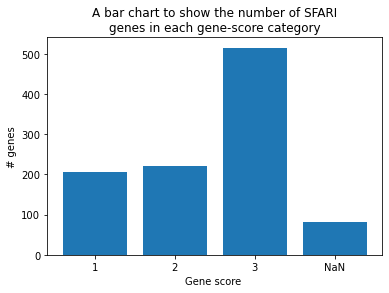 A bar chart to show the number of SFARI
genes in each gene-score category
500
400
300
200
100
0
# genes
1 2 3 NaN
Gene score